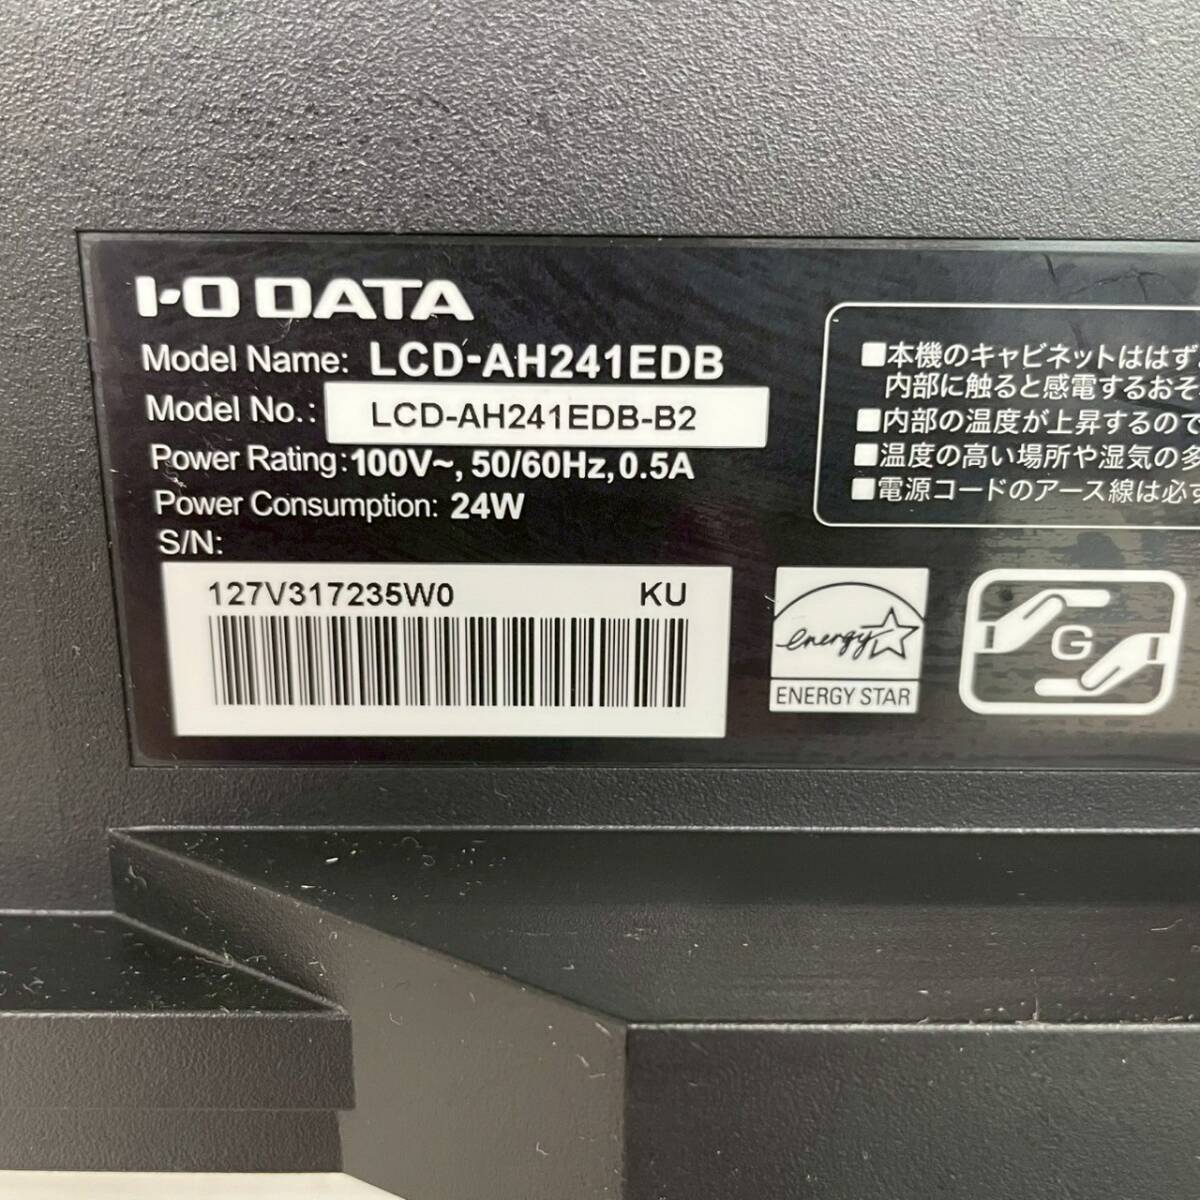 I-O DATA
Model Name: LCD-AH241EDB
Model No.: LCD-AH241EDB-B2
Power Rating: 100V~, 50/60Hz, 0.5A
Power Consumption: 24W
S/N:
127V317235W0 KU
energy
ENERGY STAR
G
■本機のキャビネットははず
内部に触ると感電するおそ
■内部の温度が上昇するので
■温度の高い場所や湿気の多
■電源コードのアース線は必ず